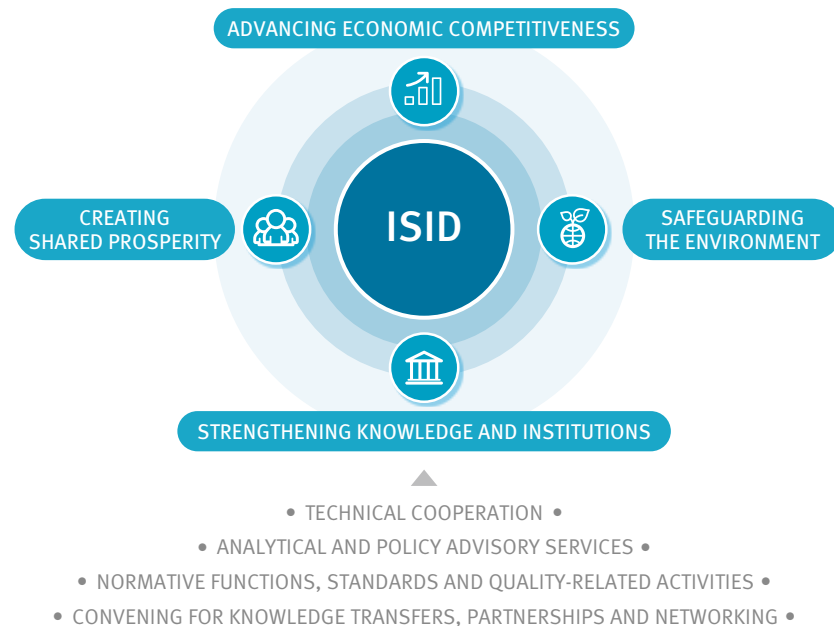 ADVANCING ECONOMIC COMPETITIVENESS
CREATING
SHARED PROSPERITY
ISID
SAFEGUARDING
THE ENVIRONMENT
STRENGTHENING KNOWLEDGE AND INSTITUTIONS
• TECHNICAL COOPERATION •
• ANALYTICAL AND POLICY ADVISORY SERVICES •
• NORMATIVE FUNCTIONS, STANDARDS AND QUALITY-RELATED ACTIVITIES •
• CONVENING FOR KNOWLEDGE TRANSFERS, PARTNERSHIPS AND NETWORKING •